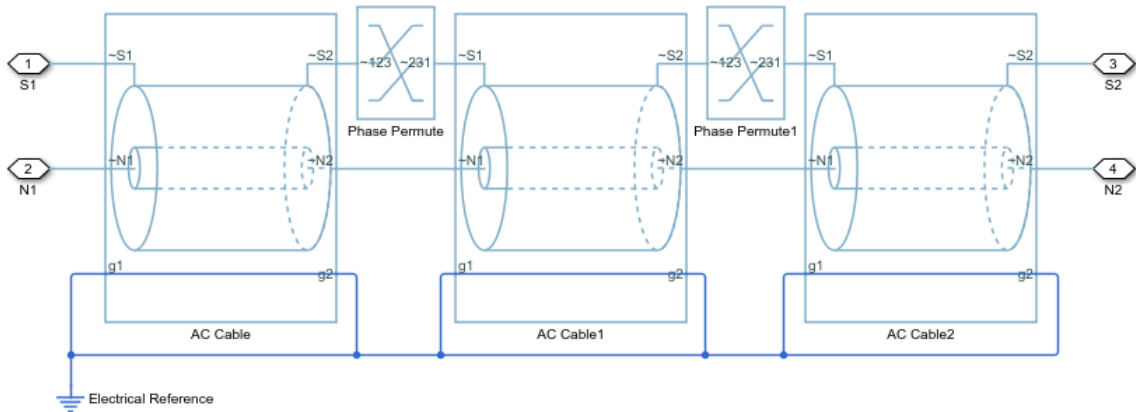 ~S1
~S2
~123
~231
~S1
~S2
~123
~231
~S1
~S2
1
3
S1
S2
Phase Permute
Phase Permute1
~N1
~N2
~N1
~N2
~N1
~N2
2
4
N1
N2
g1
g2
g1
g2
g1
g2
AC Cable
AC Cable1
AC Cable2
Electrical Reference